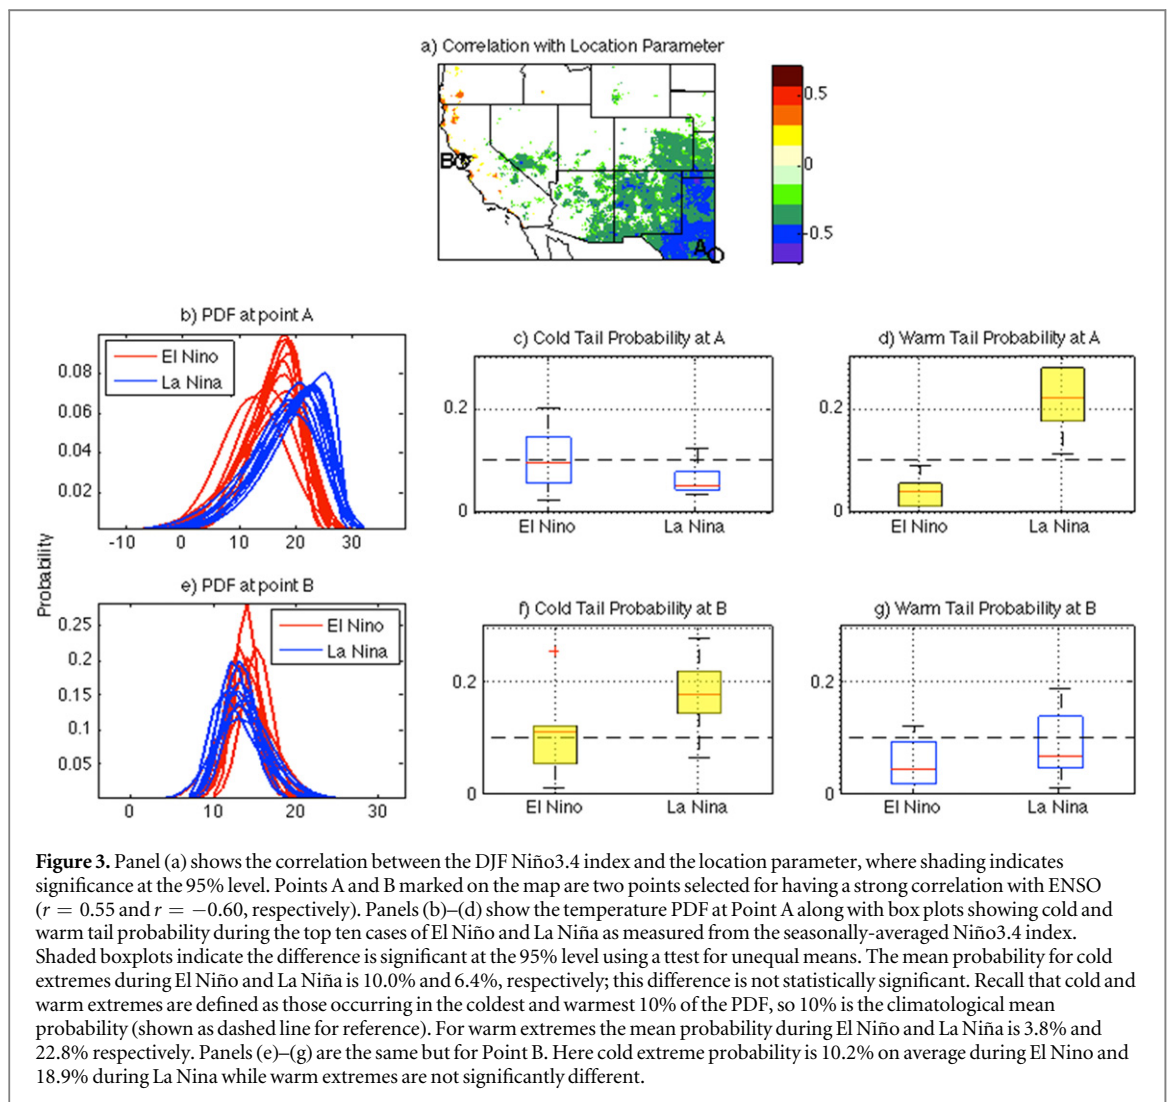 a) Correlation with Location Parameter
0.5
0
-0.5
B
A
b) PDF at point A
El Nino
La Nina
0.08
0.06
0.04
0.02
-10 0 10 20 30
c) Cold Tail Probability at A
0.2
0
El Nino La Nina
d) Warm Tail Probability at A
0.2
0
El Nino La Nina
Probability
e) PDF at point B
El Nino
La Nina
0.25
0.2
0.15
0.1
0.05
0 10 20 30
f) Cold Tail Probability at B
0.2
0
El Nino La Nina
g) Warm Tail Probability at B
0.2
0
El Nino La Nina
Figure 3. Panel (a) shows the correlation between the DJF Niño3.4 index and the location parameter, where shading indicates
significance at the 95% level. Points A and B marked on the map are two points selected for having a strong correlation with ENSO
(r = 0.55 and r = −0.60, respectively). Panels (b)–(d) show the temperature PDF at Point A along with box plots showing cold and
warm tail probability during the top ten cases of El Niño and La Niña as measured from the seasonally-averaged Niño3.4 index.
Shaded boxplots indicate the difference is significant at the 95% level using a ttest for unequal means. The mean probability for cold
extremes during El Niño and La Niña is 10.0% and 6.4%, respectively; this difference is not statistically significant. Recall that cold and
warm extremes are defined as those occurring in the coldest and warmest 10% of the PDF, so 10% is the climatological mean
probability (shown as dashed line for reference). For warm extremes the mean probability during El Niño and La Niña is 3.8% and
22.8% respectively. Panels (e)–(g) are the same but for Point B. Here cold extreme probability is 10.2% on average during El Nino and
18.9% during La Nina while warm extremes are not significantly different.